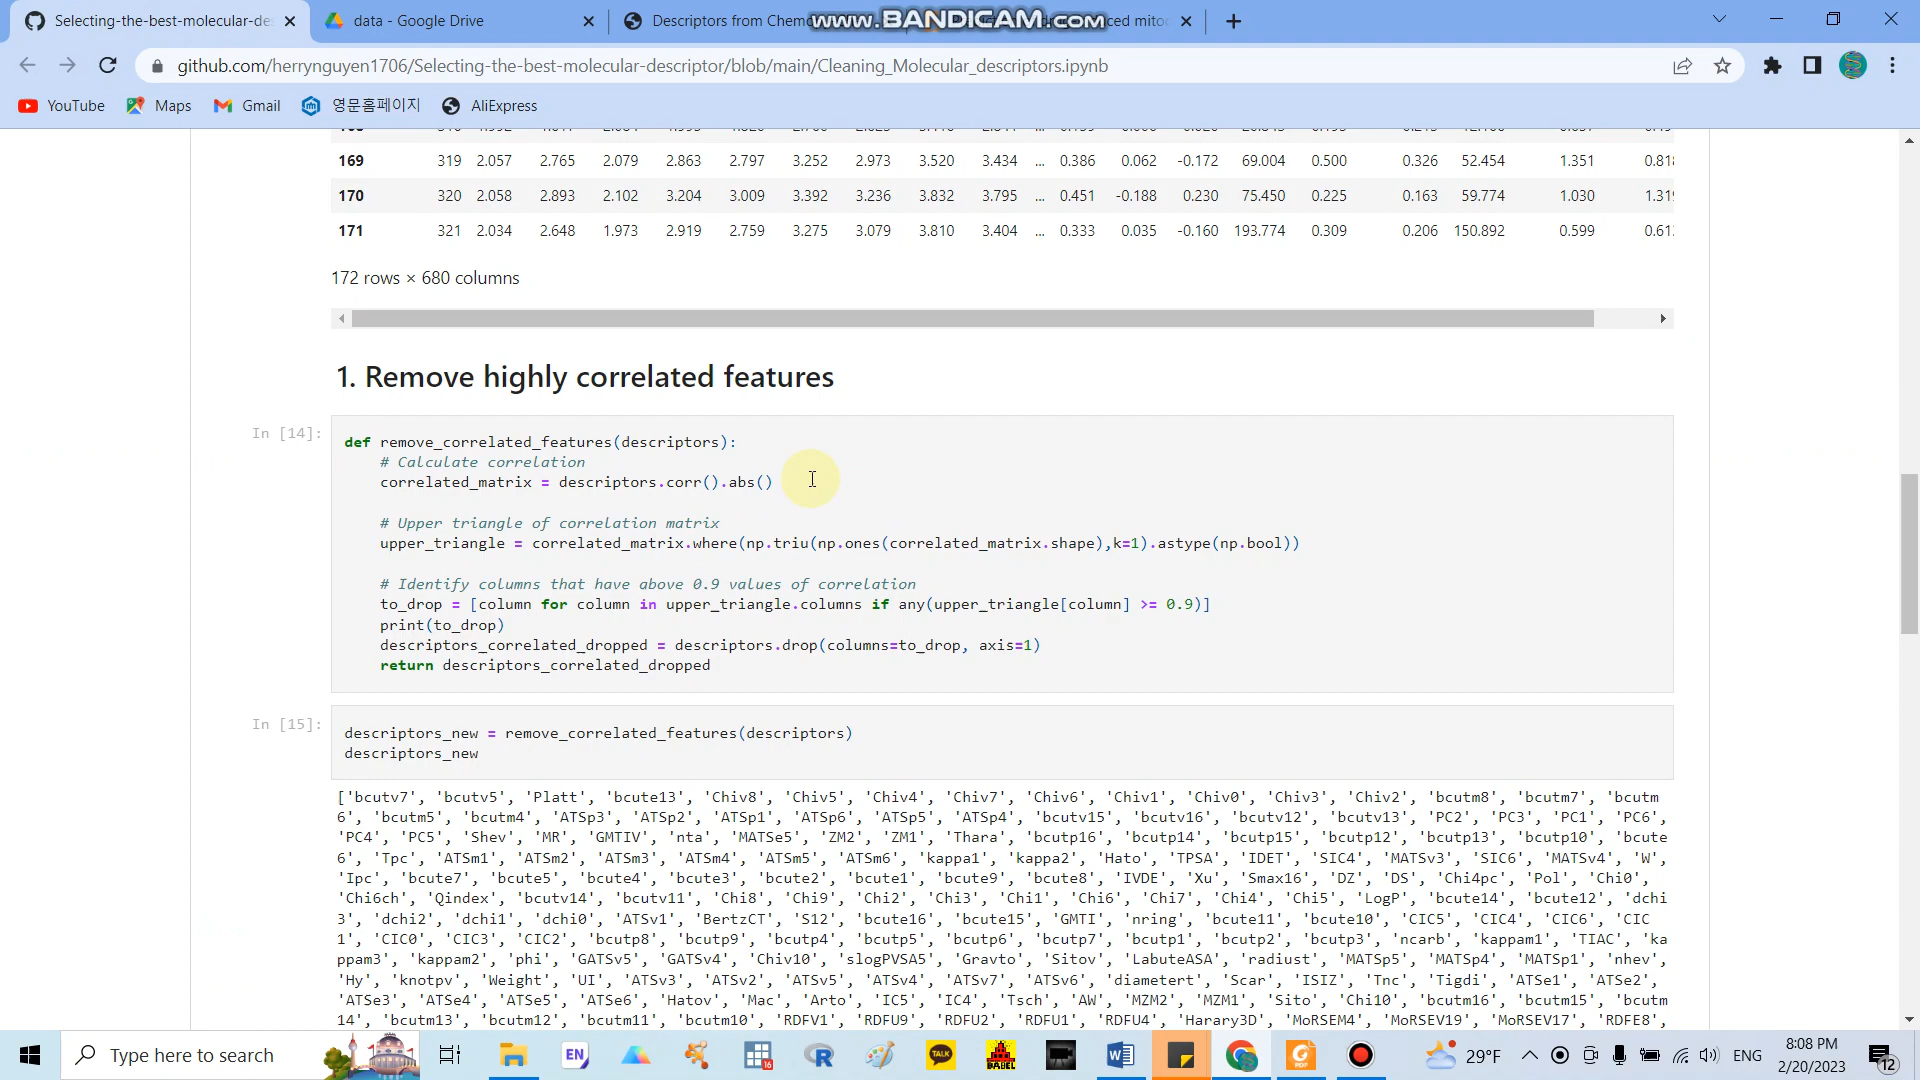 Selecting-the-best-molecular-des
data - Google Drive
Descriptors from Chem
www.BANDICAM.com
ced mitoc
github.com/herrynguyen1706/Selecting-the-best-molecular-descriptor/blob/main/Cleaning_Molecular_descriptors.ipynb
YouTube Maps Gmail 영문홈페이지 AliExpress
169 319 2.057 2.765 2.079 2.863 2.797 3.252 2.973 3.520 3.434 ... 0.386 0.062 -0.172 69.004 0.500 0.326 52.454 1.351 0.818
170 320 2.058 2.893 2.102 3.204 3.009 3.392 3.236 3.832 3.795 ... 0.451 -0.188 0.230 75.450 0.225 0.163 59.774 1.030 1.319
171 321 2.034 2.648 1.973 2.919 2.759 3.275 3.079 3.810 3.404 ... 0.333 0.035 -0.160 193.774 0.309 0.206 150.892 0.599 0.61
172 rows × 680 columns
1. Remove highly correlated features
In [14]:
def remove_correlated_features(descriptors):
# Calculate correlation
correlated_matrix = descriptors.corr().abs()
# Upper triangle of correlation matrix
upper_triangle = correlated_matrix.where(np.triu(np.ones(correlated_matrix.shape),k=1).astype(np.bool))
# Identify columns that have above 0.9 values of correlation
to_drop = [column for column in upper_triangle.columns if any(upper_triangle[column] >= 0.9)]
print(to_drop)
descriptors_correlated_dropped = descriptors.drop(columns=to_drop, axis=1)
return descriptors_correlated_dropped
In [15]:
descriptors_new = remove_correlated_features(descriptors)
descriptors_new
['bcutv7', 'bcutv5', 'Platt', 'bcute13', 'Chiv8', 'Chiv5', 'Chiv4', 'Chiv7', 'Chiv6', 'Chiv1', 'Chiv0', 'Chiv3', 'Chiv2', 'bcutm8', 'bcutm7', 'bcutm
6', 'bcutm5', 'bcutm4', 'ATSp3', 'ATSp2', 'ATSp1', 'ATSp6', 'ATSp5', 'ATSp4', 'bcutv15', 'bcutv16', 'bcutv12', 'bcutv13', 'PC2', 'PC3', 'PC1', 'PC6',
'PC4', 'PC5', 'Shev', 'MR', 'GMTIV', 'nta', 'MATSe5', 'ZM2', 'ZM1', 'Thara', 'bcutp16', 'bcutp14', 'bcutp15', 'bcutp12', 'bcutp13', 'bcutp10', 'bcute
6', 'Tpc', 'ATSm1', 'ATSm2', 'ATSm3', 'ATSm4', 'ATSm5', 'ATSm6', 'kappa1', 'kappa2', 'Hato', 'TPSA', 'IDET', 'SIC4', 'MATSv3', 'SIC6', 'MATSv4', 'W',
'Ipc', 'bcute7', 'bcute5', 'bcute4', 'bcute3', 'bcute2', 'bcute1', 'bcute9', 'bcute8', 'IVDE', 'Xu', 'Smax16', 'DZ', 'DS', 'Chi4pc', 'Pol', 'Chi0',
'Chi6ch', 'Qindex', 'bcutv14', 'bcutv11', 'Chi8', 'Chi9', 'Chi2', 'Chi3', 'Chi1', 'Chi6', 'Chi7', 'Chi4', 'Chi5', 'LogP', 'bcute14', 'bcute12', 'dchi
3', 'dchi2', 'dchi1', 'dchi0', 'ATSv1', 'BertzCT', 'S12', 'bcute16', 'bcute15', 'GMTI', 'nring', 'bcute11', 'bcute10', 'CIC5', 'CIC4', 'CIC6', 'CIC
1', 'CIC0', 'CIC3', 'CIC2', 'bcutp8', 'bcutp9', 'bcutp4', 'bcutp5', 'bcutp6', 'bcutp7', 'bcutp1', 'bcutp2', 'bcutp3', 'ncarb', 'kappam1', 'TIAC', 'ka
ppam3', 'kappam2', 'phi', 'GATSv5', 'GATSv4', 'Chiv10', 'slogPVSA5', 'Gravto', 'Sitov', 'LabuteASA', 'radiust', 'MATSp5', 'MATSp4', 'MATSp1', 'nhev',
'Hy', 'knotpv', 'Weight', 'UI', 'ATSv3', 'ATSv2', 'ATSv5', 'ATSv4', 'ATSv7', 'ATSv6', 'diametert', 'Scar', 'ISIZ', 'Tnc', 'Tigdi', 'ATSe1', 'ATSe2',
'ATSe3', 'ATSe4', 'ATSe5', 'ATSe6', 'Hatov', 'Mac', 'Arto', 'IC5', 'IC4', 'Tsch', 'AW', 'MZM2', 'MZM1', 'Sito', 'Chi10', 'bcutm16', 'bcutm15', 'bcutm
14', 'bcutm13', 'bcutm12', 'bcutm11', 'bcutm10', 'RDFV1', 'RDFU9', 'RDFU2', 'RDFU1', 'RDFU4', 'Harary3D', 'MoRSEM4', 'MoRSEV19', 'MoRSEV17', 'RDFE8',
Type here to search
EN
16
R
TALK
BABEL
PDF
29°F
ENG
8:08 PM
2/20/2023
12